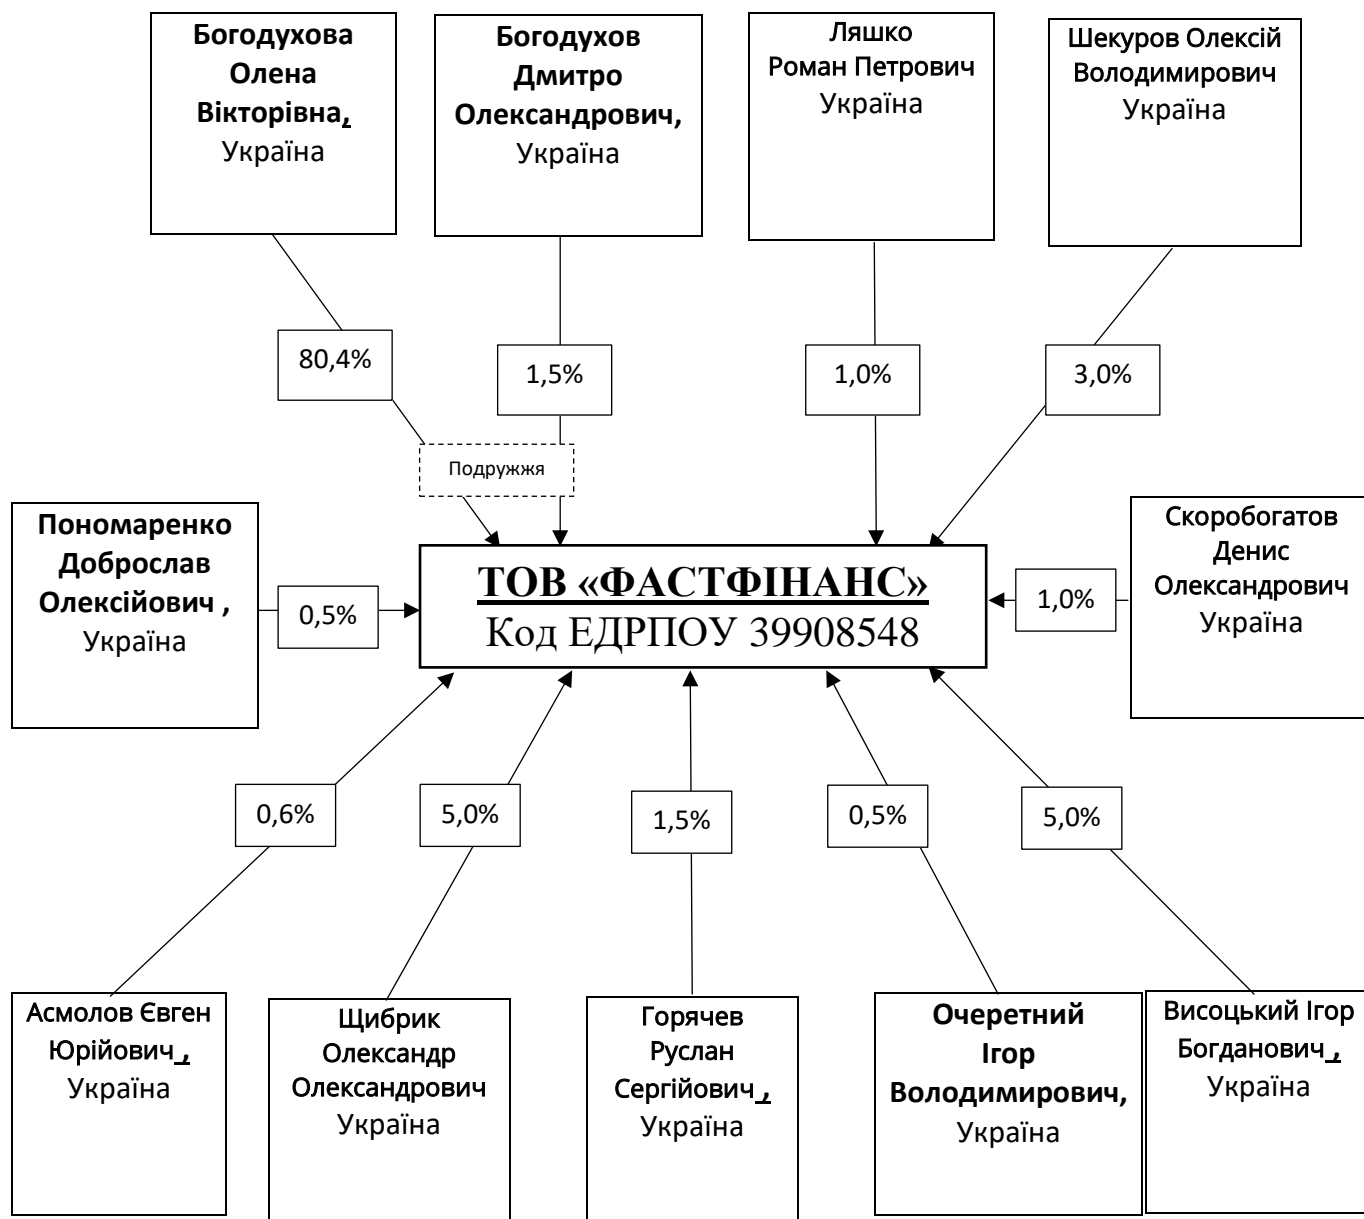 Богодухова
Олена
Вікторівна,
Україна
Богодухов
Дмитро
Олександрович,
Україна
Ляшко
Роман Петрович
Україна
Шекуров Олексій
Володимирович
Україна
80,4%
1,5%
1,0%
3,0%
Подружжя
Пономаренко
Доброслав
Олексійович ,
Україна
0,5%
ТОВ «ФАСТФІНАНС»
Код ЕДРПОУ 39908548
1,0%
Скоробогатов
Денис
Олександрович
Україна
0,6%
5,0%
1,5%
0,5%
5,0%
Асмолов Євген
Юрійович ,
Україна
Щибрик
Олександр
Олександрович
Україна
Горячев
Руслан
Сергійович ,
Україна
Очеретний
Ігор
Володимирович,
Україна
Висоцький Ігор
Богданович ,
Україна